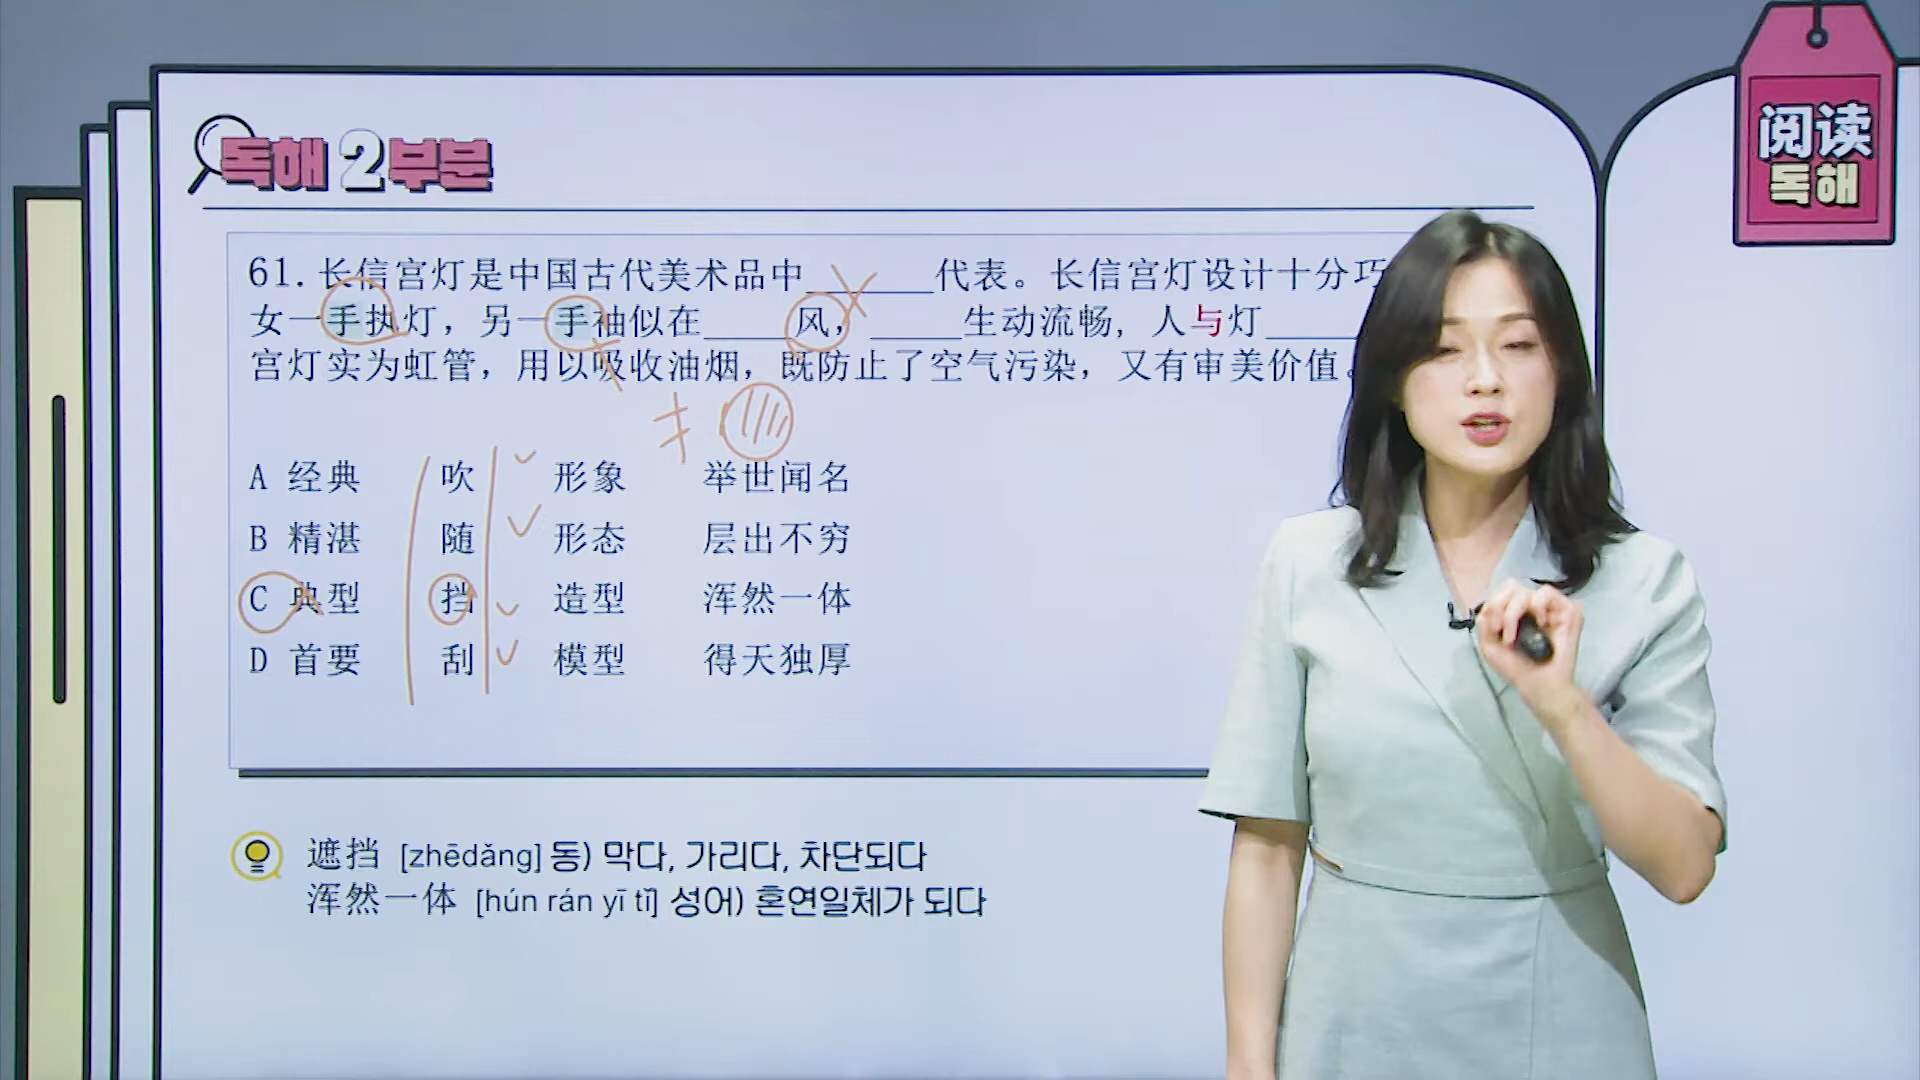 阅读
독해
독해 2부분
61. 长信宫灯是中国古代美术品中______代表。长信宫灯设计十分巧
女一手执灯，另一手袖似在____风，____生动流畅，人与灯____
宫灯实为虹管，用以吸收油烟，既防止了空气污染，又有审美价值。
A 经典 吹 形象 举世闻名
B 精湛 随 形态 层出不穷
C 典型 挡 造型 浑然一体
D 首要 刮 模型 得天独厚
遮挡 [zhēdǎng] 동) 막다, 가리다, 차단되다
浑然一体 [hún rán yī tǐ] 성어) 혼연일체가 되다